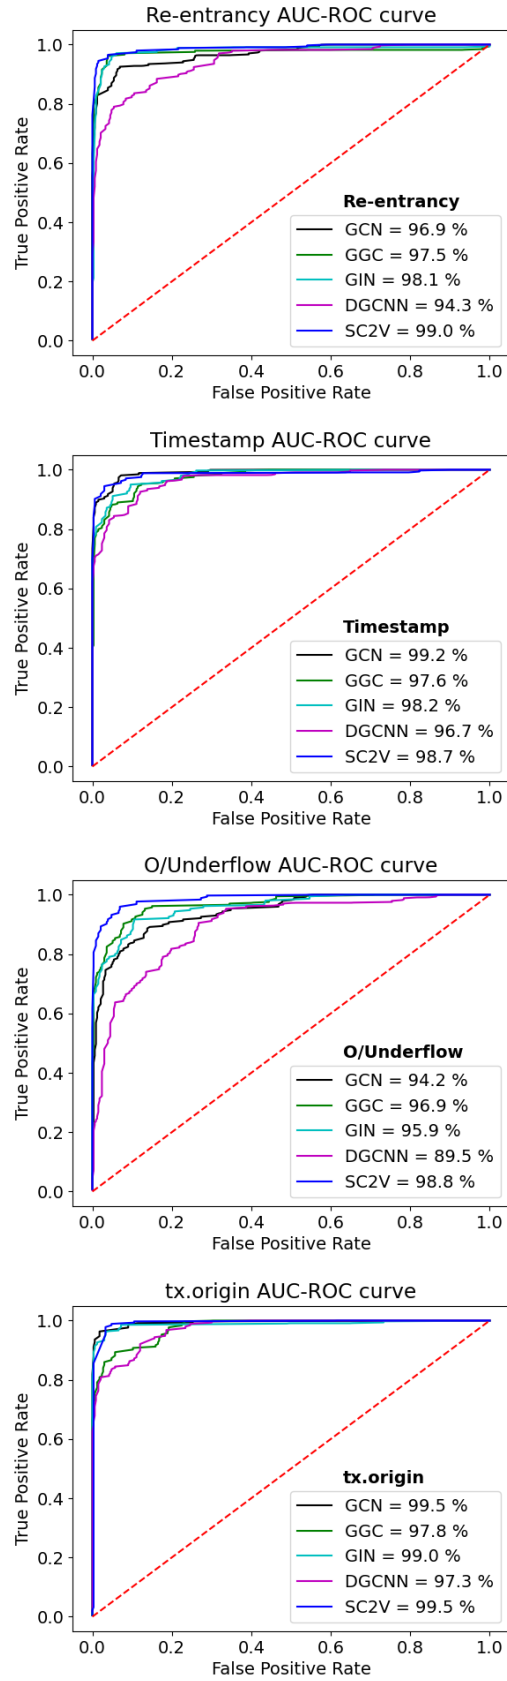 Re-entrancy AUC-ROC curve
1.0
0.8
0.6
0.4
0.2
0.0
True Positive Rate
Re-entrancy
GCN = 96.9 %
GGC = 97.5 %
GIN = 98.1 %
DGCNN = 94.3 %
SC2V = 99.0 %
0.0 0.2 0.4 0.6 0.8 1.0
False Positive Rate
Timestamp AUC-ROC curve
1.0
0.8
0.6
0.4
0.2
0.0
True Positive Rate
Timestamp
GCN = 99.2 %
GGC = 97.6 %
GIN = 98.2 %
DGCNN = 96.7 %
SC2V = 98.7 %
0.0 0.2 0.4 0.6 0.8 1.0
False Positive Rate
O/Underflow AUC-ROC curve
1.0
0.8
0.6
0.4
0.2
0.0
True Positive Rate
O/Underflow
GCN = 94.2 %
GGC = 96.9 %
GIN = 95.9 %
DGCNN = 89.5 %
SC2V = 98.8 %
0.0 0.2 0.4 0.6 0.8 1.0
False Positive Rate
tx.origin AUC-ROC curve
1.0
0.8
0.6
0.4
0.2
0.0
True Positive Rate
tx.origin
GCN = 99.5 %
GGC = 97.8 %
GIN = 99.0 %
DGCNN = 97.3 %
SC2V = 99.5 %
0.0 0.2 0.4 0.6 0.8 1.0
False Positive Rate